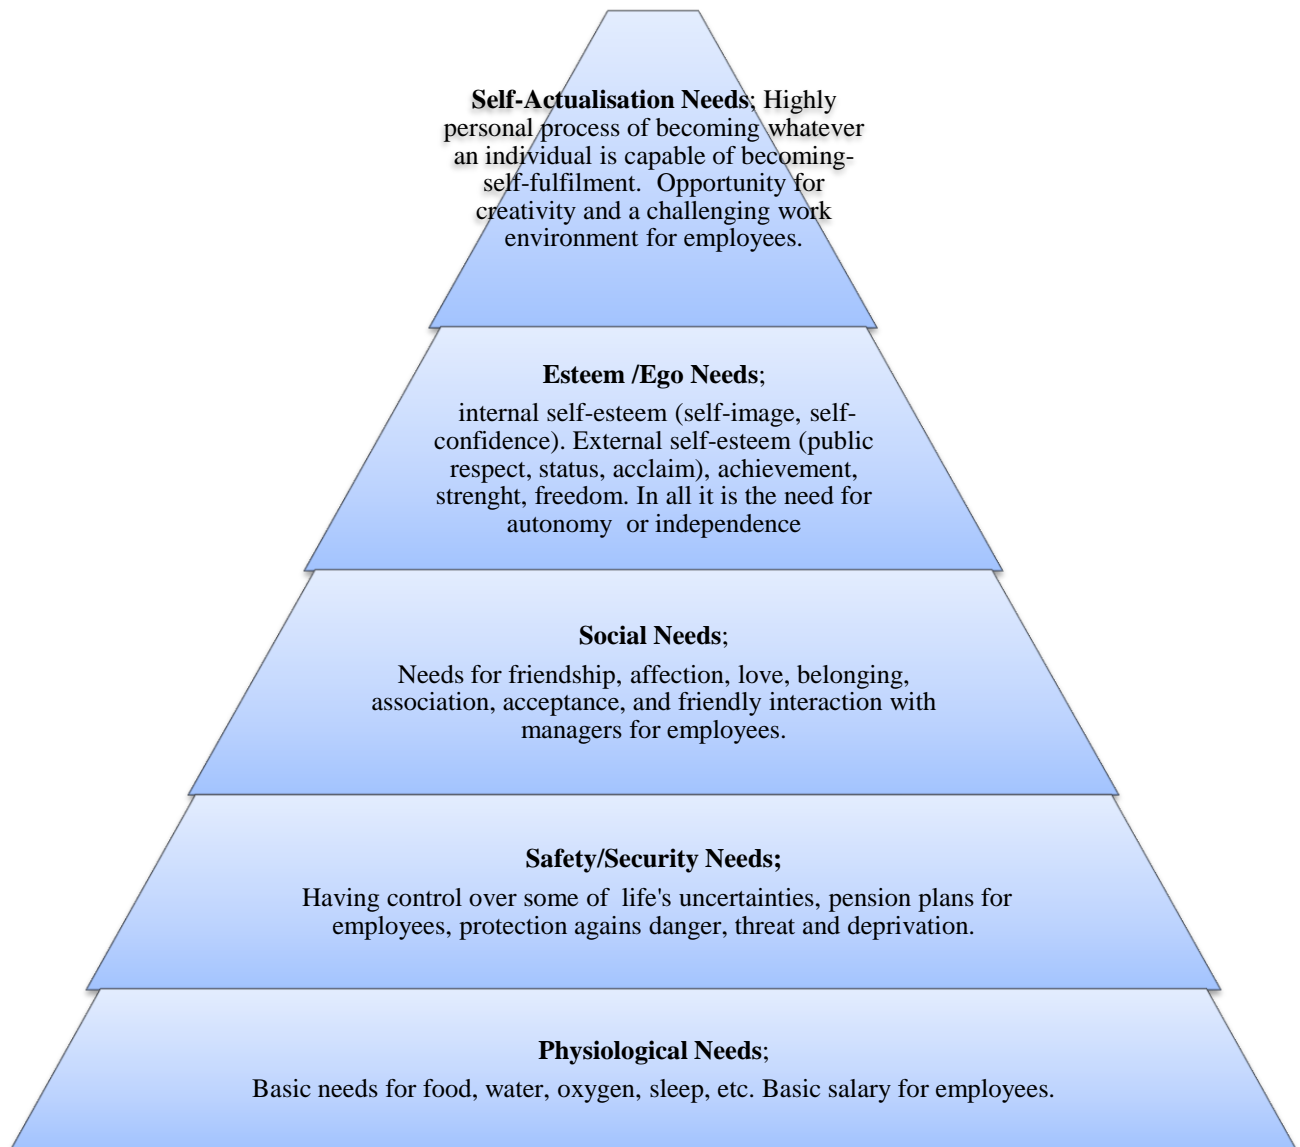 Self-Actualisation Needs; Highly
personal process of becoming whatever
an individual is capable of becoming-
self-fulfilment.  Opportunity for
creativity and a challenging work
environment for employees.
Esteem /Ego Needs;
internal self-esteem (self-image, self-
confidence). External self-esteem (public
respect, status, acclaim), achievement,
strenght, freedom. In all it is the need for
autonomy  or independence
Social Needs;
Needs for friendship, affection, love, belonging,
association, acceptance, and friendly interaction with
managers for employees.
Safety/Security Needs;
Having control over some of  life's uncertainties, pension plans for
employees, protection agains danger, threat and deprivation.
Physiological Needs;
Basic needs for food, water, oxygen, sleep, etc. Basic salary for employees.